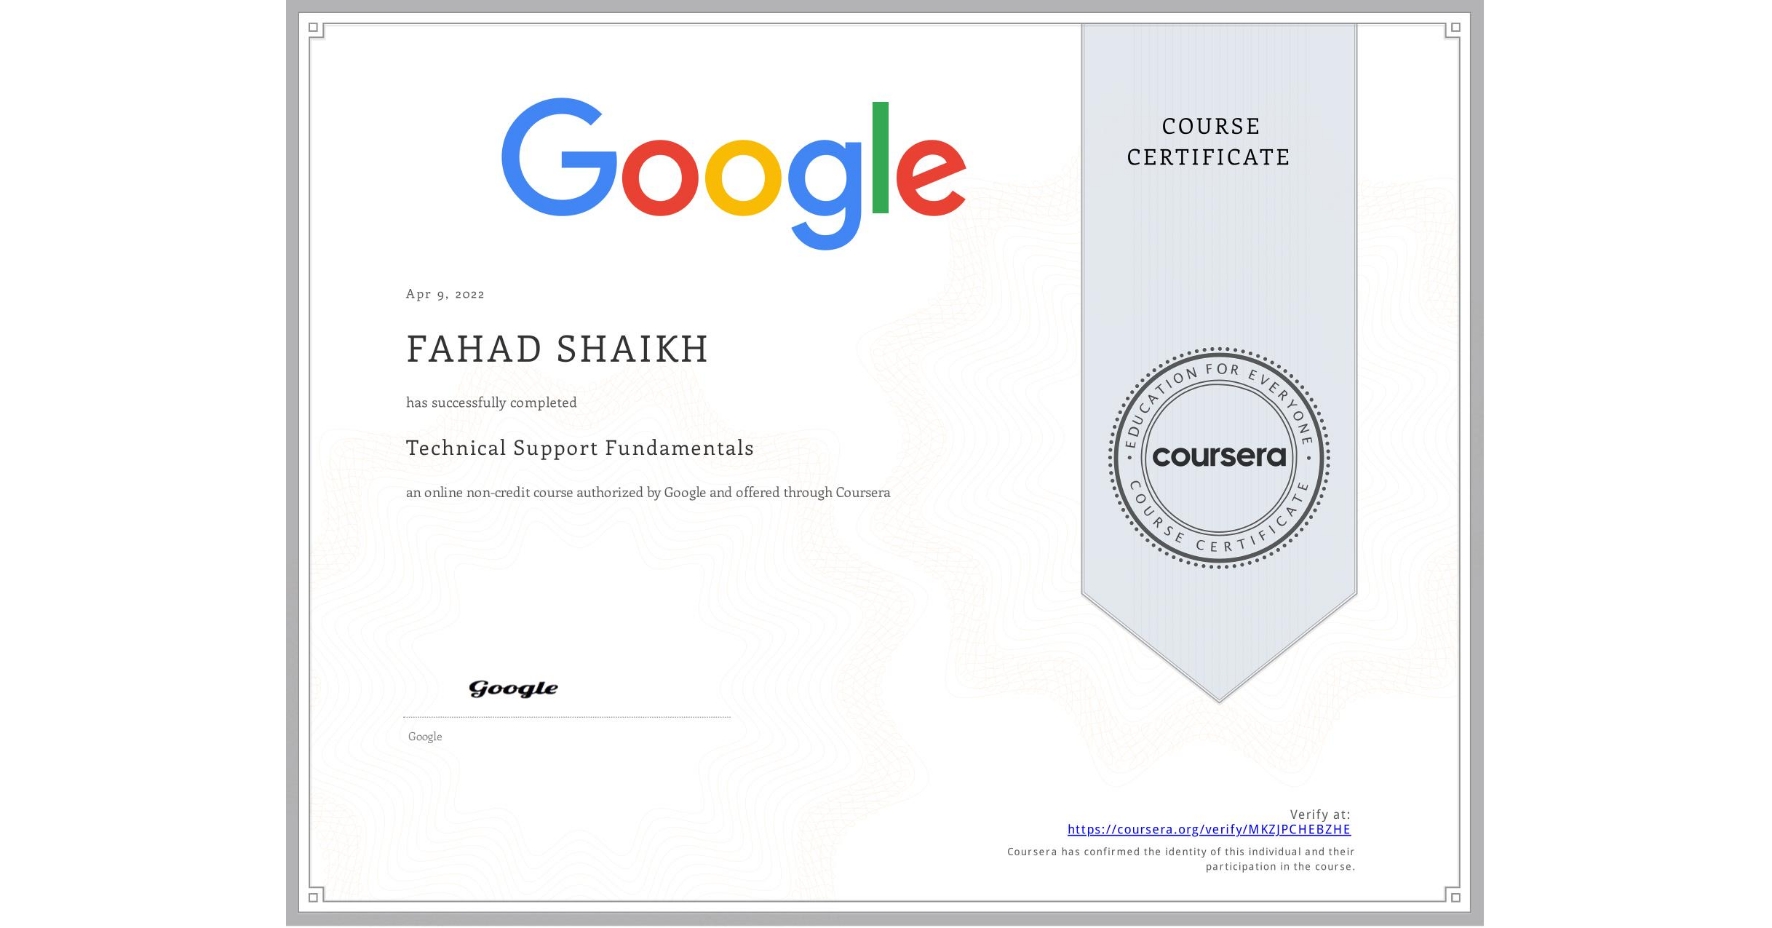 Google
COURSE
CERTIFICATE
Apr 9, 2022
FAHAD SHAIKH
has successfully completed
Technical Support Fundamentals
an online non-credit course authorized by Google and offered through Coursera
EDUCATION FOR EVERYONE
coursera
COURSE CERTIFICATE
Google
Google
Verify at:
https://coursera.org/verify/MKZJPCHEBZHE
Coursera has confirmed the identity of this individual and their
participation in the course.